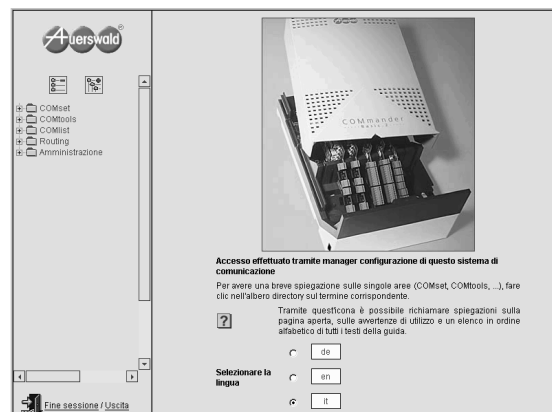 Auerswald®
COMset
COMtools
COMlist
Routing
Amministrazione
Fine sessione / Uscita
COMmander
Basic.2
Accesso effettuato tramite manager configurazione di questo sistema di
comunicazione
Per avere una breve spiegazione sulle singole aree (COMset, COMtools, ...), fare
clic nell'albero directory sul termine corrispondente.
?
Tramite quest'icona è possibile richiamare spiegazioni sulla
pagina aperta, sulle avvertenze di utilizzo e un elenco in ordine
alfabetico di tutti i testi della guida.
Selezionare la
lingua
de
en
it